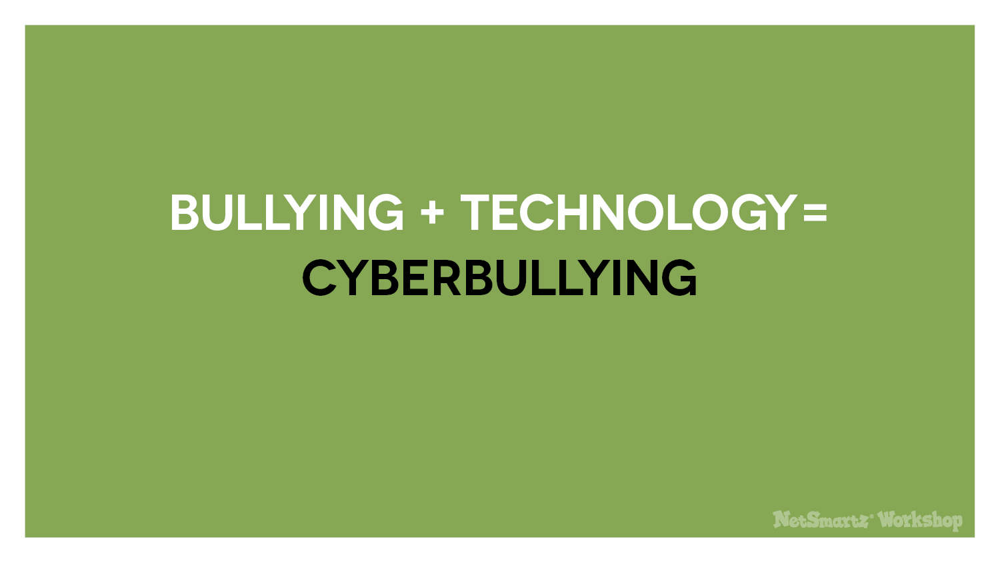 BULLYING + TECHNOLOGY=
CYBERBULLYING
NetSmartz® Workshop